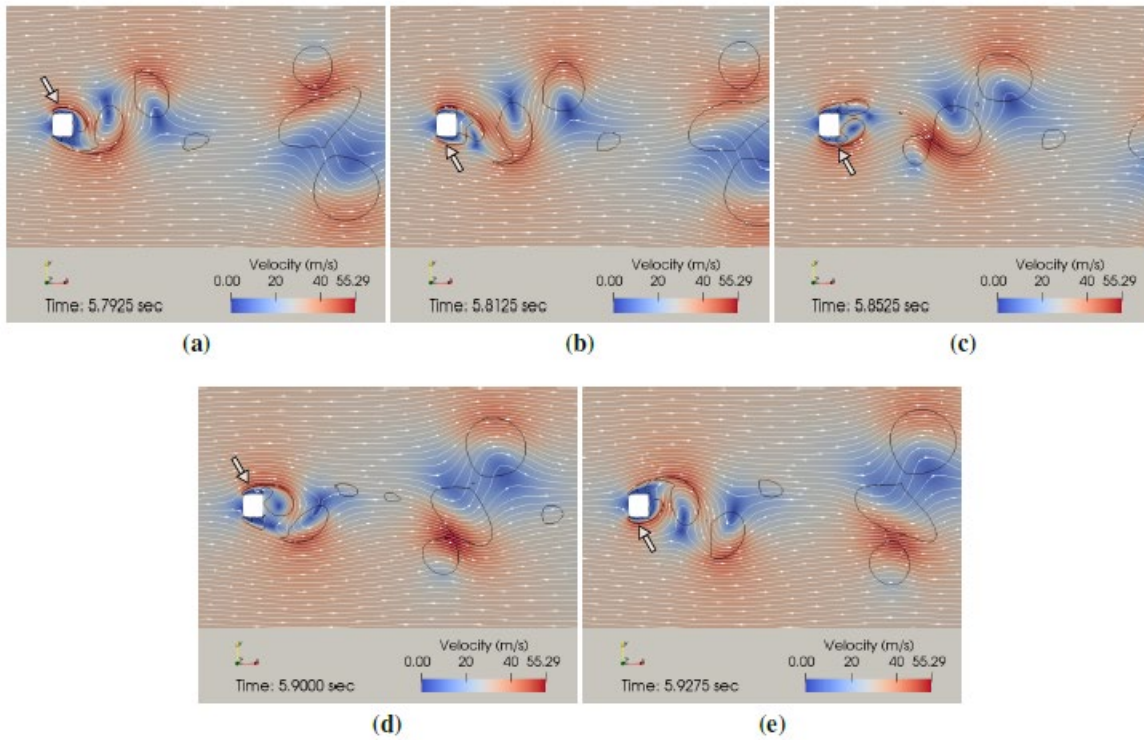 Velocity (m/s)
0.00 20 40 55.29
Time: 5.7925 sec
(a)
Velocity (m/s)
0.00 20 40 55.29
Time: 5.8125 sec
(b)
Velocity (m/s)
0.00 20 40 55.29
Time: 5.8525 sec
(c)
Velocity (m/s)
0.00 20 40 55.29
Time: 5.9000 sec
(d)
Velocity (m/s)
0.00 20 40 55.29
Time: 5.9275 sec
(e)